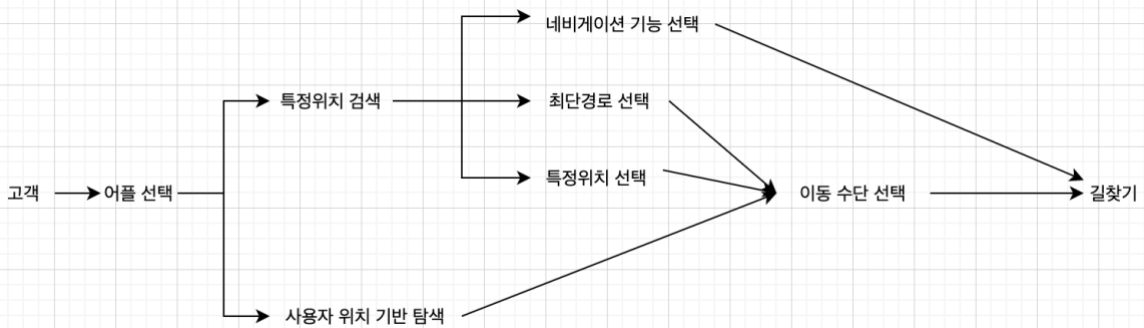 고객
어플 선택
특정위치 검색
사용자 위치 기반 탐색
네비게이션 기능 선택
최단경로 선택
특정위치 선택
이동 수단 선택
길찾기